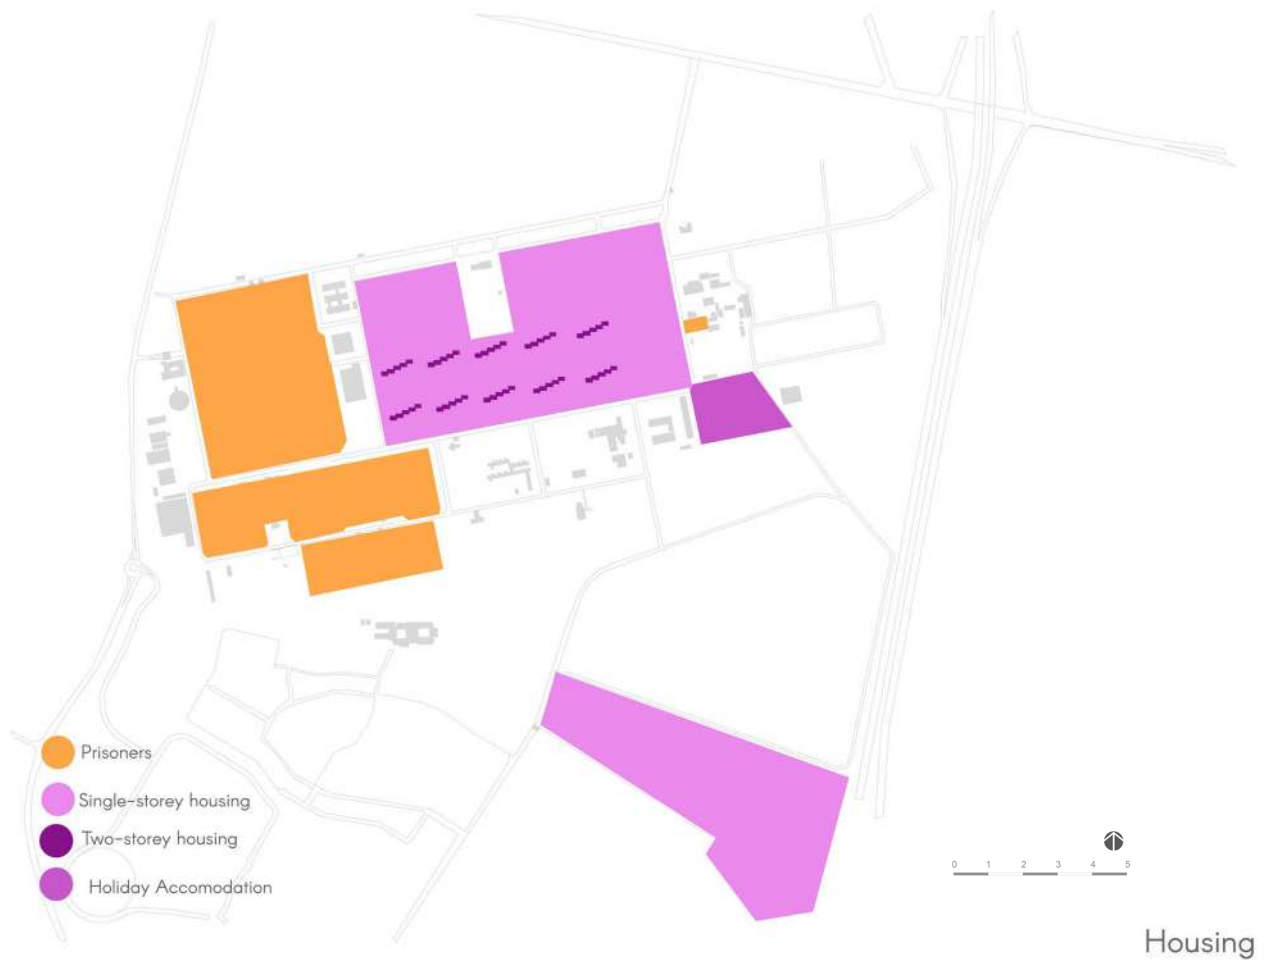 Prisoners
Single-storey housing
Two-storey housing
Holiday Accomodation
0 1 2 3 4 5
Housing